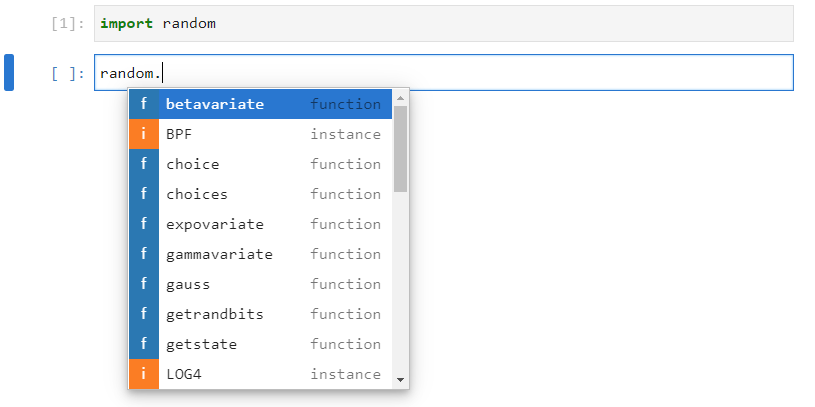 [1]: import random
[ ]: random.
f betavariate function
i BPF instance
f choice function
f choices function
f expovariate function
f gammavariate function
f gauss function
f getrandbits function
f getstate function
i LOG4 instance